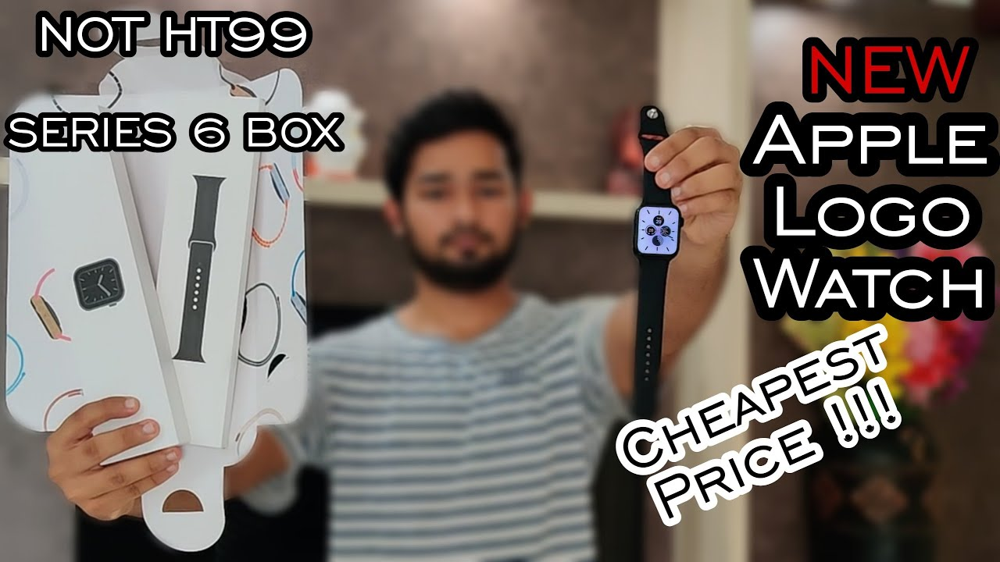 NOT HT99
SERIES 6 BOX
NEW
APPLE
LOGO
WATCH
CHEAPEST
PRICE !!!